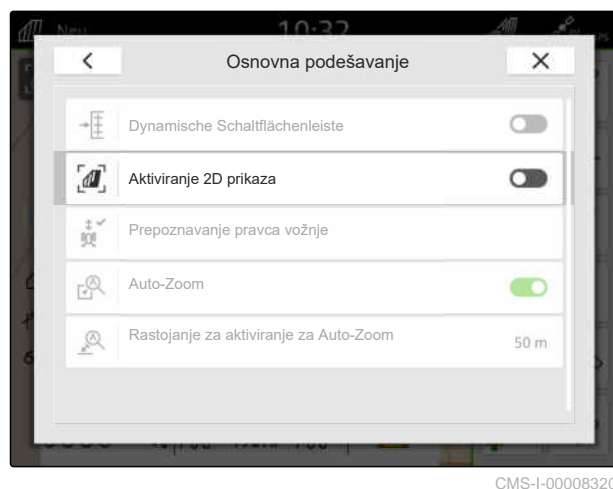 Neu 10:32
Osnovna podešavanje
Dynamische Schaltflächenleiste
Aktiviranje 2D prikaza
Prepoznavanje pravca vožnje
Auto-Zoom
Rastojanje za aktiviranje za Auto-Zoom 50 m
CMS-I-00008320